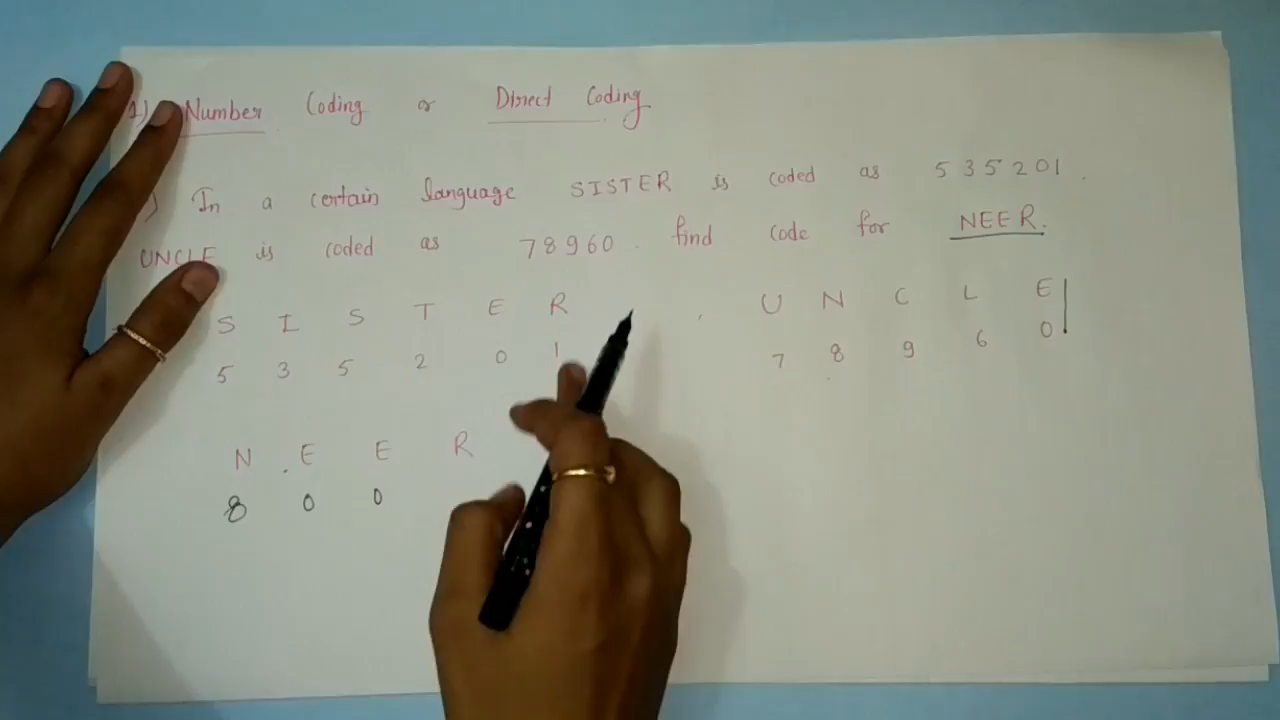 1) Number Coding or Direct Coding
) In a certain language SISTER is coded as 535201.
UNCLE is coded as 78960. find code for NEER.
S I S T E R , U N C L E
5 3 5 2 0 1 7 8 9 6 0
N E E R
8 0 0